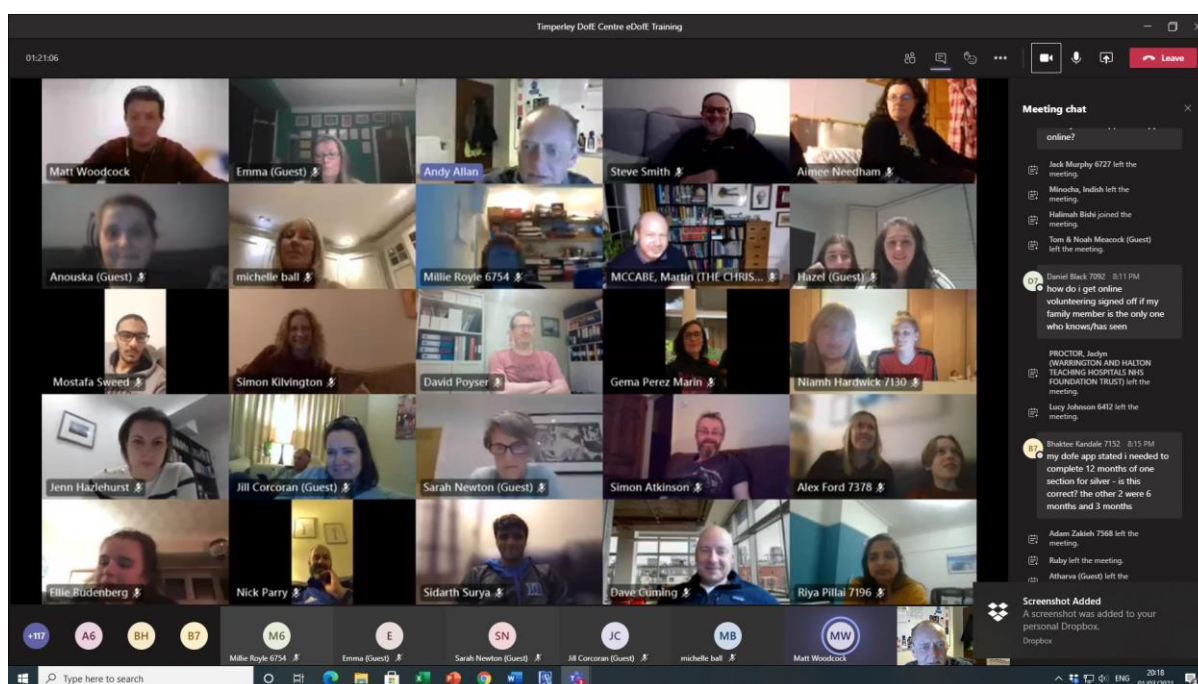 Timperley DofE Centre eDofE Training
01:21:06
Leave
Matt Woodcock
Emma (Guest)
Andy Allan
Steve Smith
Aimee Needham
Anouska (Guest)
michelle ball
Millie Royle 6754
MCCABE, Martin (THE CHRIS...
Hazel (Guest)
Mostafa Sweed
Simon Kilvington
David Poyser
Gema Perez Marin
Niamh Hardwick 7130
Jenn Hazlehurst
Jill Corcoran (Guest)
Sarah Newton (Guest)
Simon Atkinson
Alex Ford 7378
Ellie Rudenberg
Nick Parry
Sidarth Surya
Dave Cuming
Riya Pillai 7196
Meeting chat
online?
Jack Murphy 6727 left the
meeting.
Minocha, Indish left the
meeting.
Halimah Bishi joined the
meeting.
Tom & Noah Meacock (Guest)
left the meeting.
D7
Daniel Black 7092 8:11 PM
how do i get online
volunteering signed off if my
family member is the only one
who knows/has seen
PROCTOR, Jaclyn
(WARRINGTON AND HALTON
TEACHING HOSPITALS NHS
FOUNDATION TRUST) left the
meeting.
Lucy Johnson 6412 left the
meeting.
B7
Bhaktee Kandale 7152 8:15 PM
my dofe app stated i needed to
complete 12 months of one
section for silver - is this
correct? the other 2 were 6
months and 3 months
Adam Zakieh 7568 left the
meeting.
Ruby left the meeting.
Atharva (Guest) left the
Screenshot Added
A screenshot was added to your
personal Dropbox.
Dropbox
+117
A6
BH
B7
M6
E
SN
JC
MB
MW
Millie Royle 6754
Emma (Guest)
Sarah Newton (Guest)
Jill Corcoran (Guest)
michelle ball
Matt Woodcock
Type here to search
ENG
20:18
01/03/2021